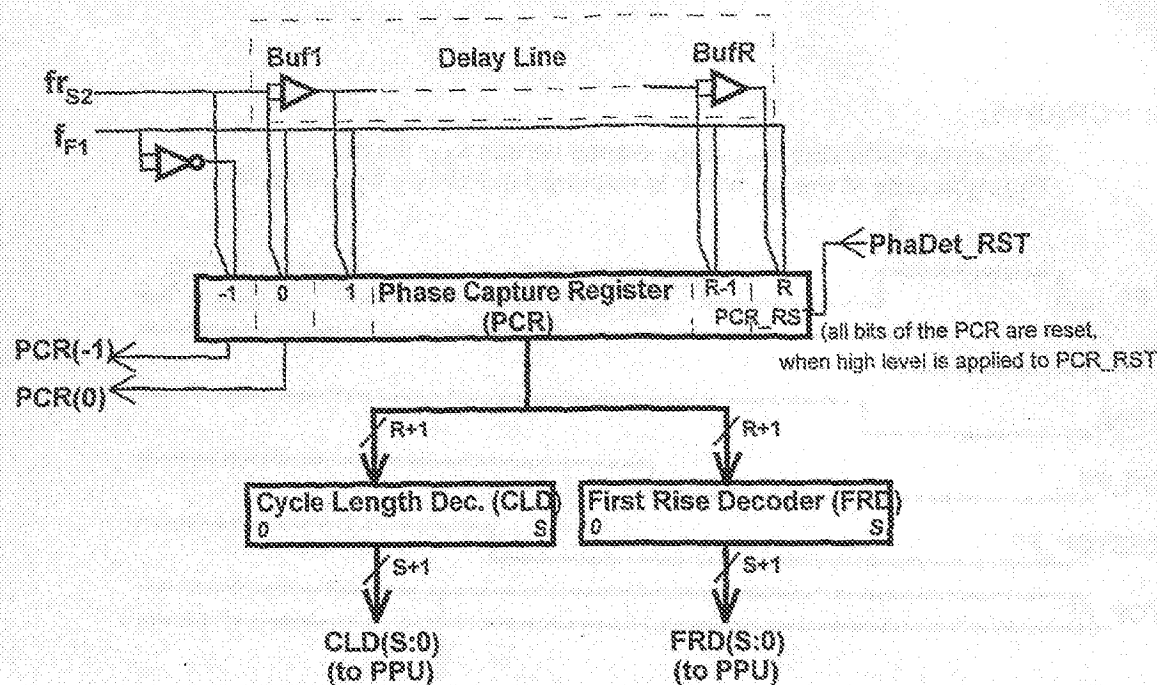 Buf1
Delay Line
BufR
frS2
fF1
PhaDet_RST
-1 0 1 Phase Capture Register R-1 R
(PCR)
PCR_RST
(all bits of the PCR are reset,
when high level is applied to PCR_RST
PCR(-1)
PCR(0)
R+1
R+1
Cycle Length Dec. (CLD)
0 S
First Rise Decoder (FRD)
0 S
S+1
S+1
CLD(S:0)
(to PPU)
FRD(S:0)
(to PPU)